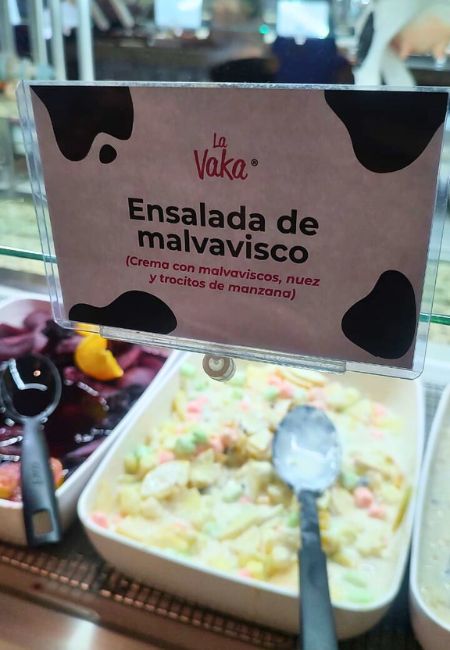 La
Vaka®
Ensalada de
malvavisco
(Crema con malvaviscos, nuez
y trocitos de manzana)